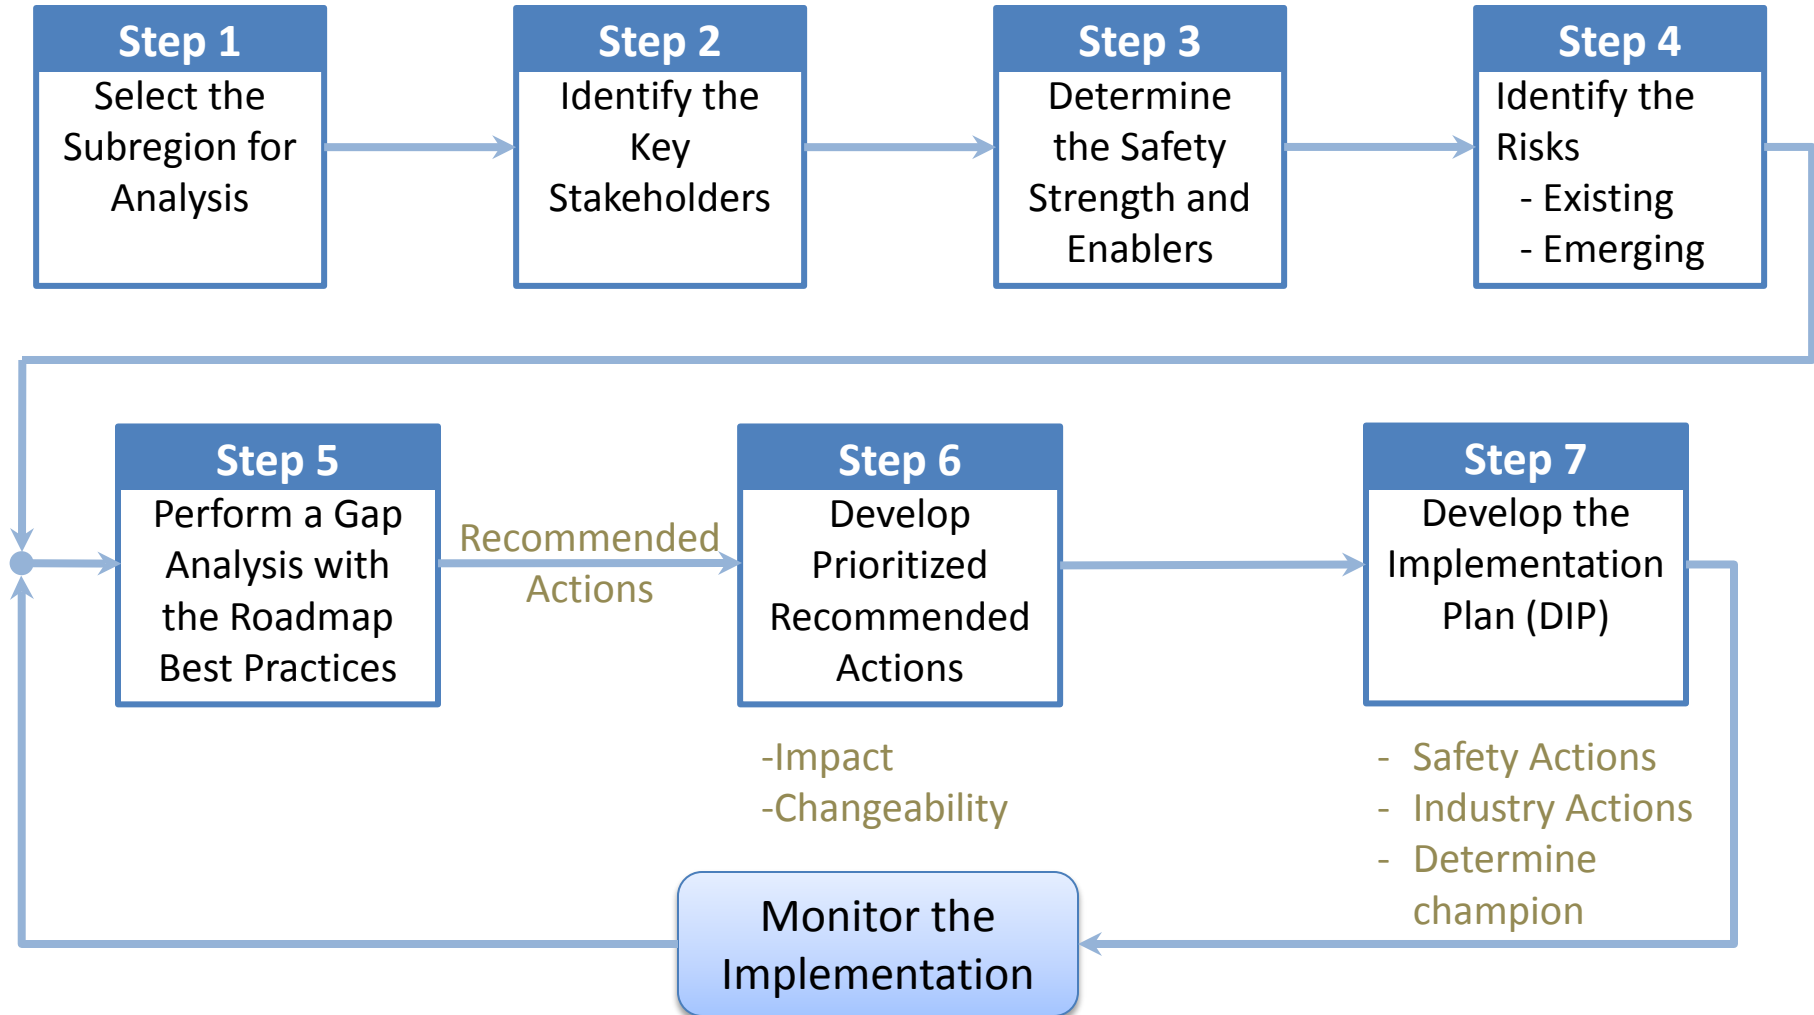 Step 1
Select the
Subregion for
Analysis
Step 2
Identify the
Key
Stakeholders
Step 3
Determine
the Safety
Strength and
Enablers
Step 4
Identify the
Risks
- Existing
- Emerging
Step 5
Perform a Gap
Analysis with
the Roadmap
Best Practices
Recommended
Actions
Step 6
Develop
Prioritized
Recommended
Actions
-Impact
-Changeability
Step 7
Develop the
Implementation
Plan (DIP)
- Safety Actions
- Industry Actions
- Determine
champion
Monitor the
Implementation